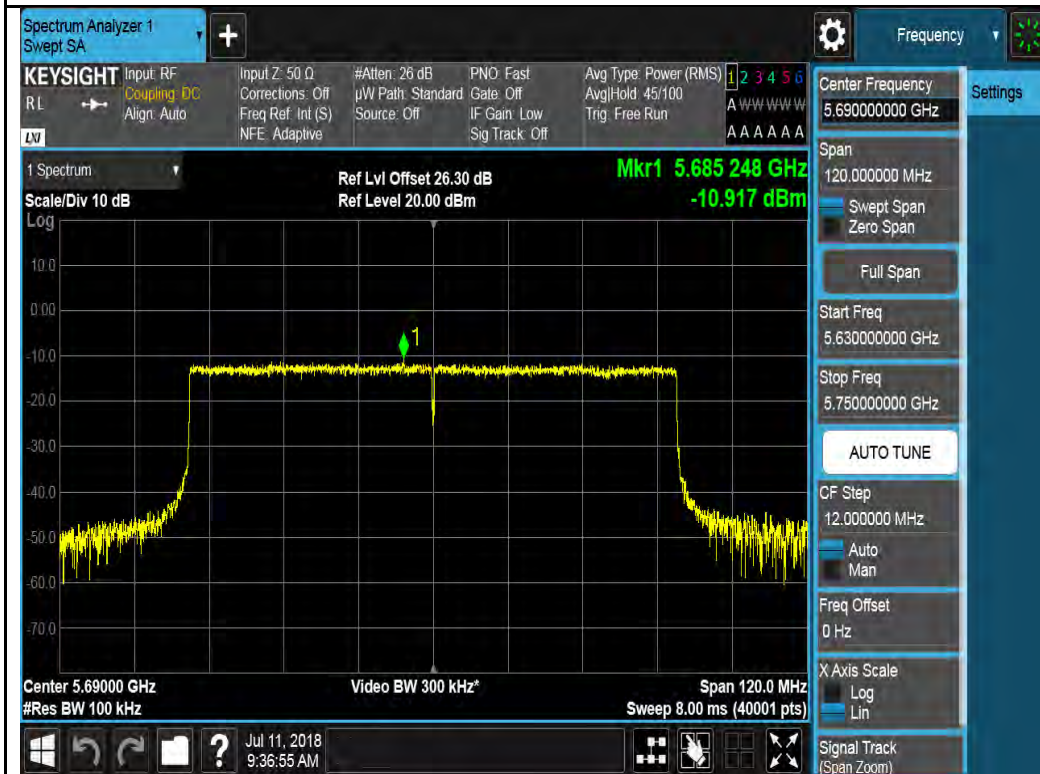 Spectrum Analyzer 1
Swept SA
+
Frequency
KEYSIGHT
RL
LXI
Input: RF
Coupling: DC
Align: Auto
Input Z: 50 Ω
Corrections: Off
Freq Ref: Int (S)
NFE: Adaptive
#Atten: 26 dB
µW Path: Standard
Source: Off
PNO: Fast
Gate: Off
IF Gain: Low
Sig Track: Off
Avg Type: Power (RMS)
Avg|Hold: 45/100
Trig: Free Run
1 2 3 4 5 6
A W W W W W
A A A A A A
1 Spectrum
Scale/Div 10 dB
Ref Lvl Offset 26.30 dB
Ref Level 20.00 dBm
Mkr1 5.685 248 GHz
-10.917 dBm
Log
10.0
0.00
-10.0
-20.0
-30.0
-40.0
-50.0
-60.0
-70.0
1
Center 5.69000 GHz
#Res BW 100 kHz
Video BW 300 kHz*
Span 120.0 MHz
Sweep 8.00 ms (40001 pts)
?
Jul 11, 2018
9:36:55 AM
Center Frequency
5.690000000 GHz
Span
120.000000 MHz
Swept Span
Zero Span
Full Span
Start Freq
5.630000000 GHz
Stop Freq
5.750000000 GHz
AUTO TUNE
CF Step
12.000000 MHz
Auto
Man
Freq Offset
0 Hz
X Axis Scale
Log
Lin
Signal Track
(Span Zoom)
Settings